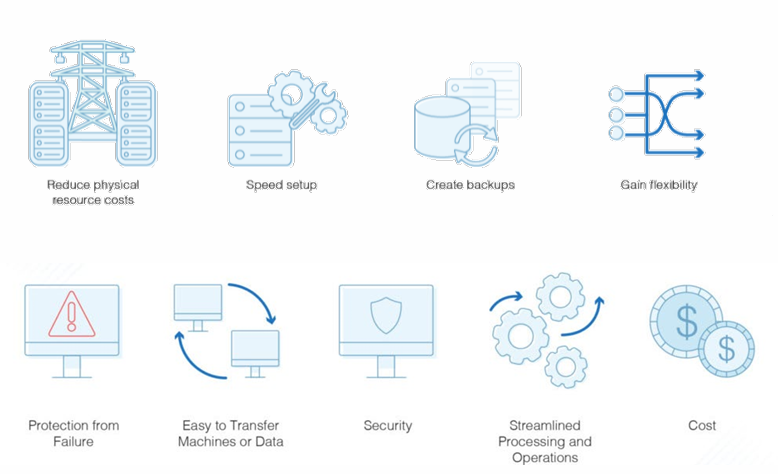 Reduce physical
resource costs
Speed setup
Create backups
Gain flexibility
Protection from
Failure
Easy to Transfer
Machines or Data
Security
Streamlined
Processing and
Operations
Cost
$
$